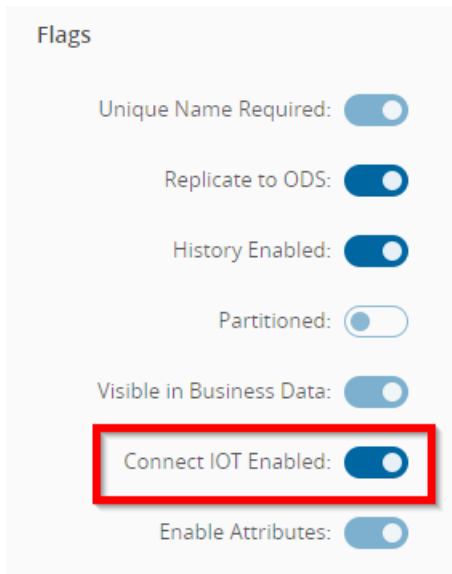 Flags
Unique Name Required:
Replicate to ODS:
History Enabled:
Partitioned:
Visible in Business Data:
Connect IOT Enabled:
Enable Attributes: